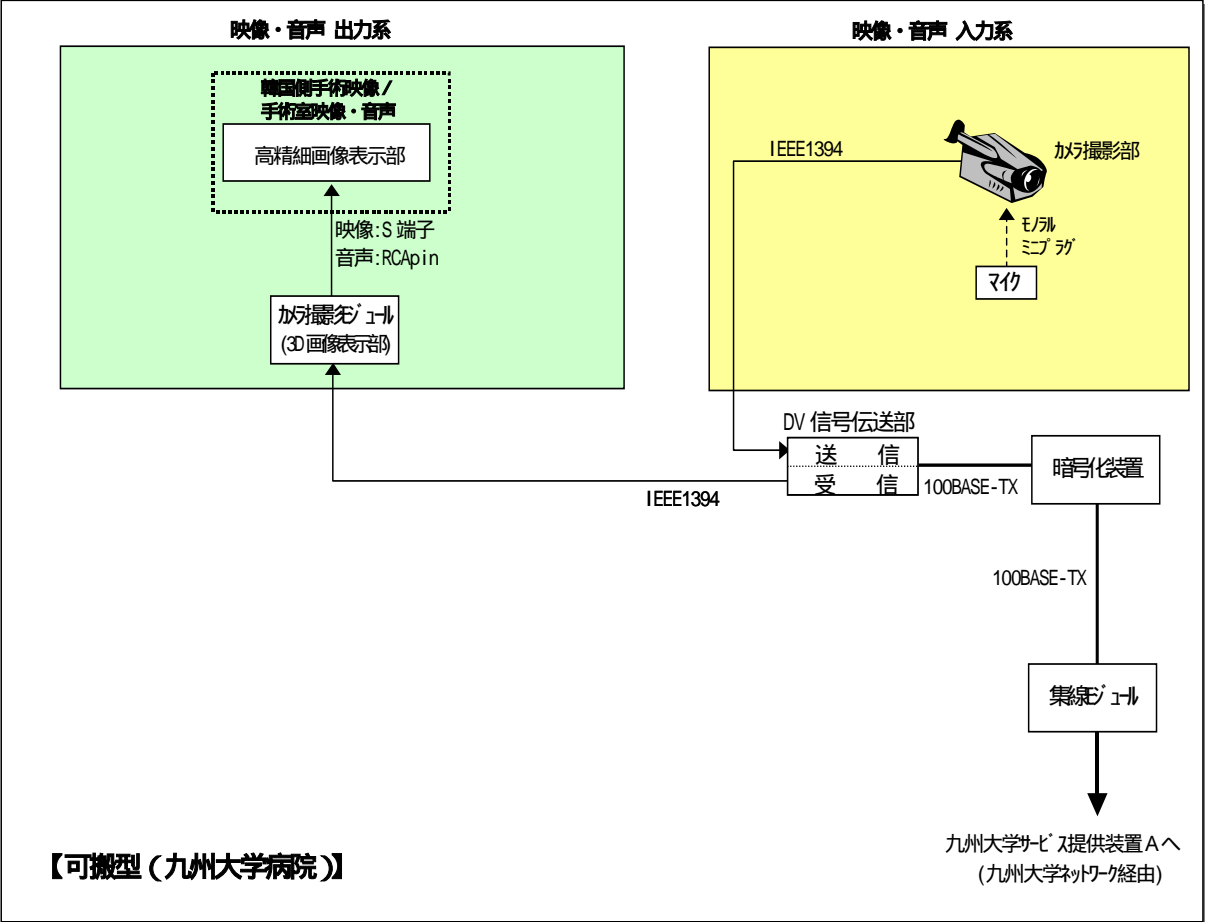 映像・音声 出力系
映像・音声 入力系
韓国側手術映像/
手術室映像・音声
高精細画像表示部
映像:S端子
音声:RCApin
ｶﾒﾗ撮影ﾓｼﾞｭｰﾙ
(3D画像表示部)
IEEE1394
ｶﾒﾗ撮影部
ﾓﾉﾗﾙ
ﾐﾆﾌﾟﾗｸﾞ
マイク
DV信号伝送部
送　信
受　信
IEEE1394
100BASE-TX
暗号化装置
100BASE-TX
集線ﾓｼﾞｭｰﾙ
九州大学ｻｰﾋﾞｽ提供装置Aへ
(九州大学ﾈｯﾄﾜｰｸ経由)
【可搬型(九州大学病院)】